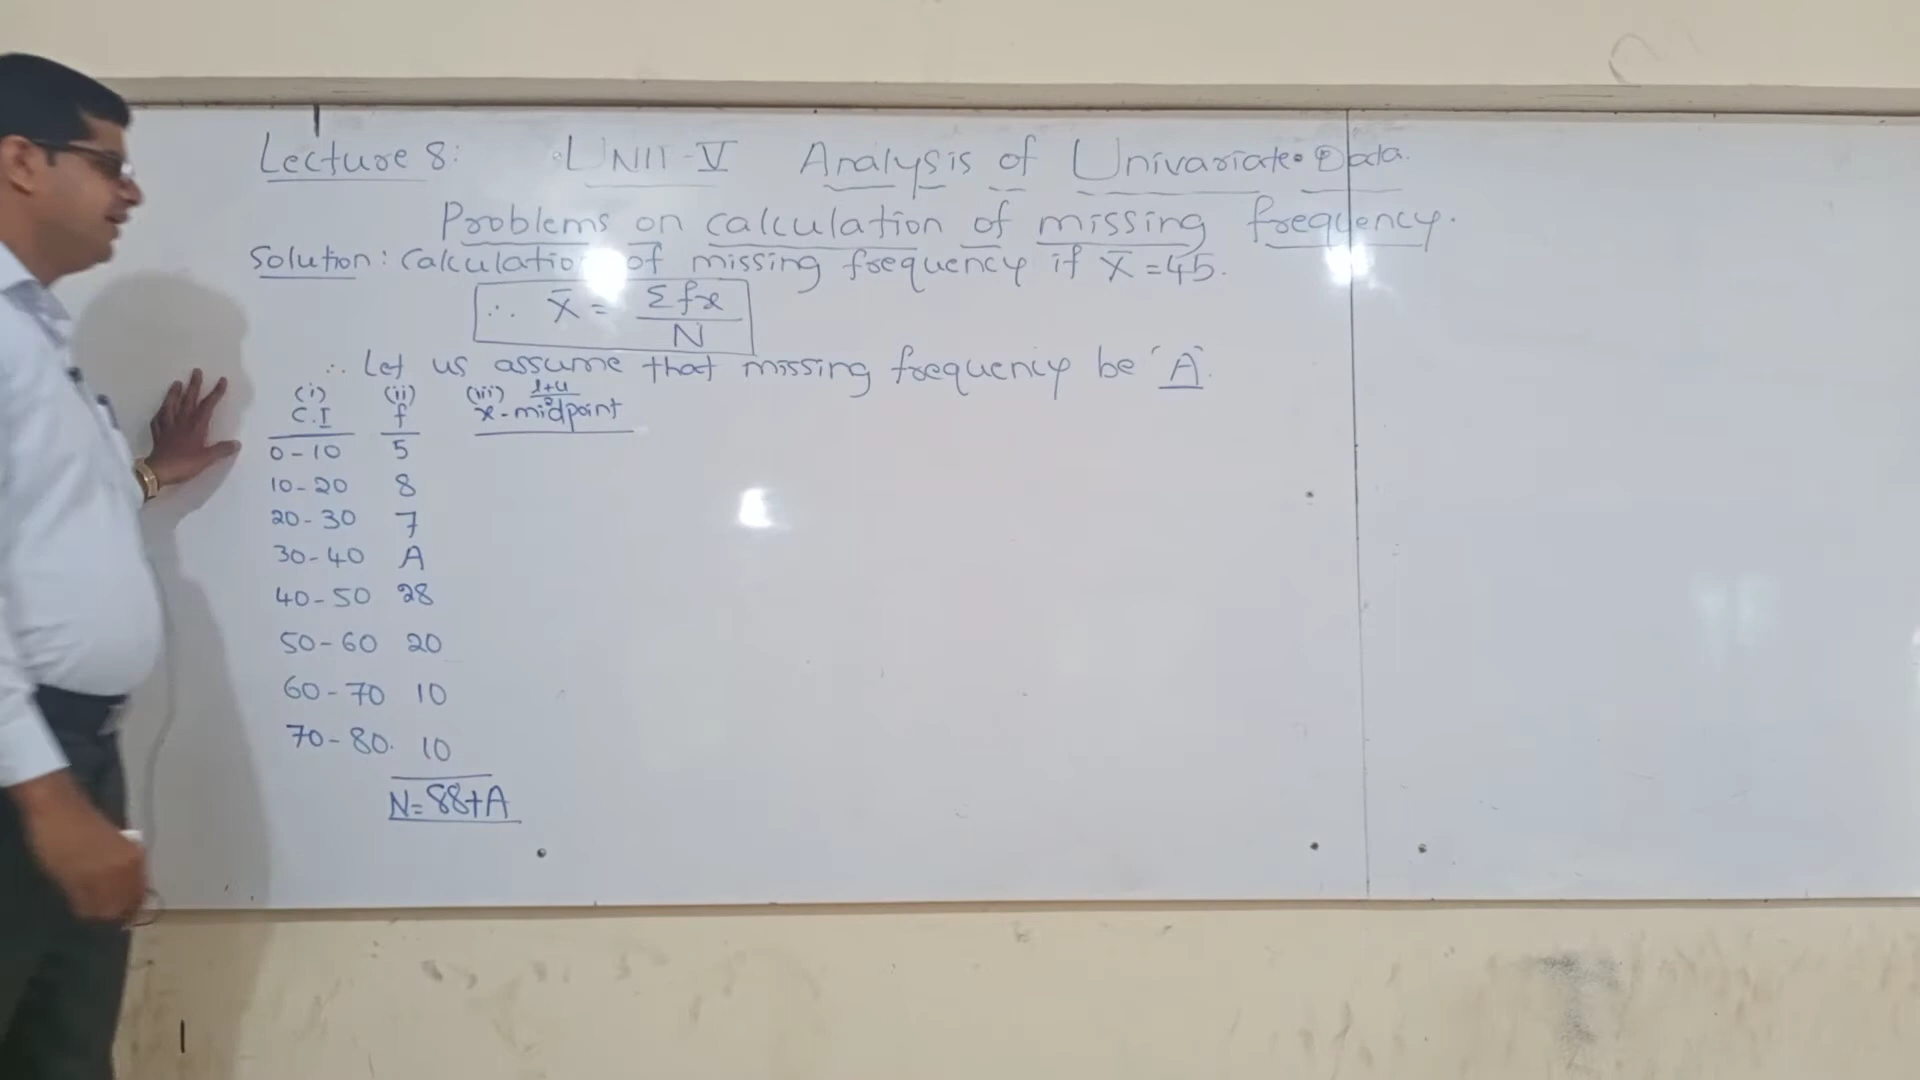 Lecture 8: UNIT-V Analysis of Univariate Data.
Problems on calculation of missing frequency.
Solution: Calculation of missing frequency if X̄ = 45.
∴ X̄ = Σfx / N
∴ Let us assume that missing frequency be 'A'.
(i) (ii) (iii) l+u/2
C.I f x-midpoint
0-10 5
10-20 8
20-30 7
30-40 A
40-50 28
50-60 20
60-70 10
70-80. 10
N=88+A